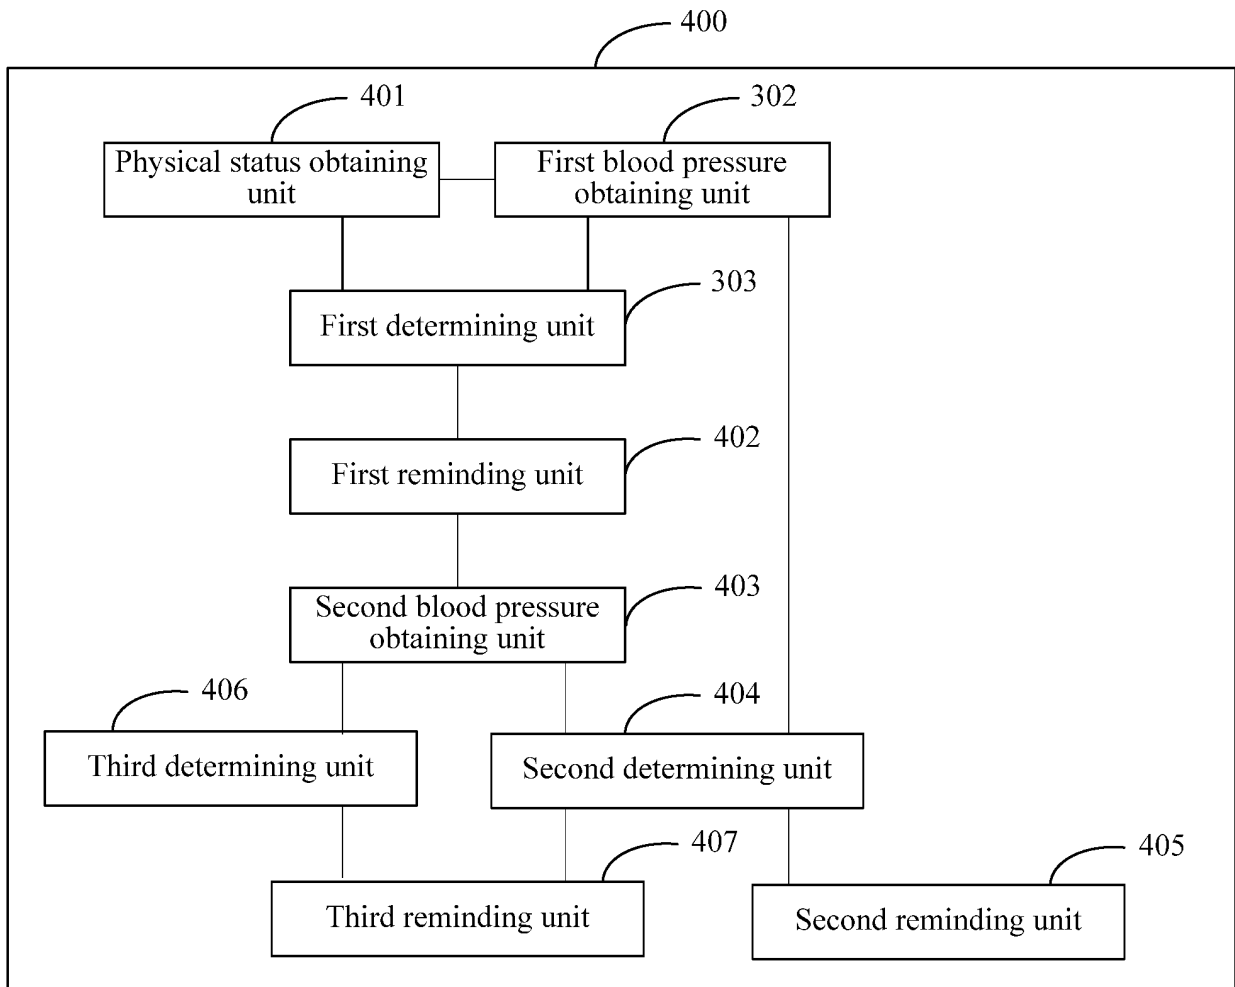 400
401
302
Physical status obtaining
unit
First blood pressure
obtaining unit
303
First determining unit
402
First reminding unit
403
Second blood pressure
obtaining unit
406
404
Third determining unit
Second determining unit
407
405
Third reminding unit
Second reminding unit